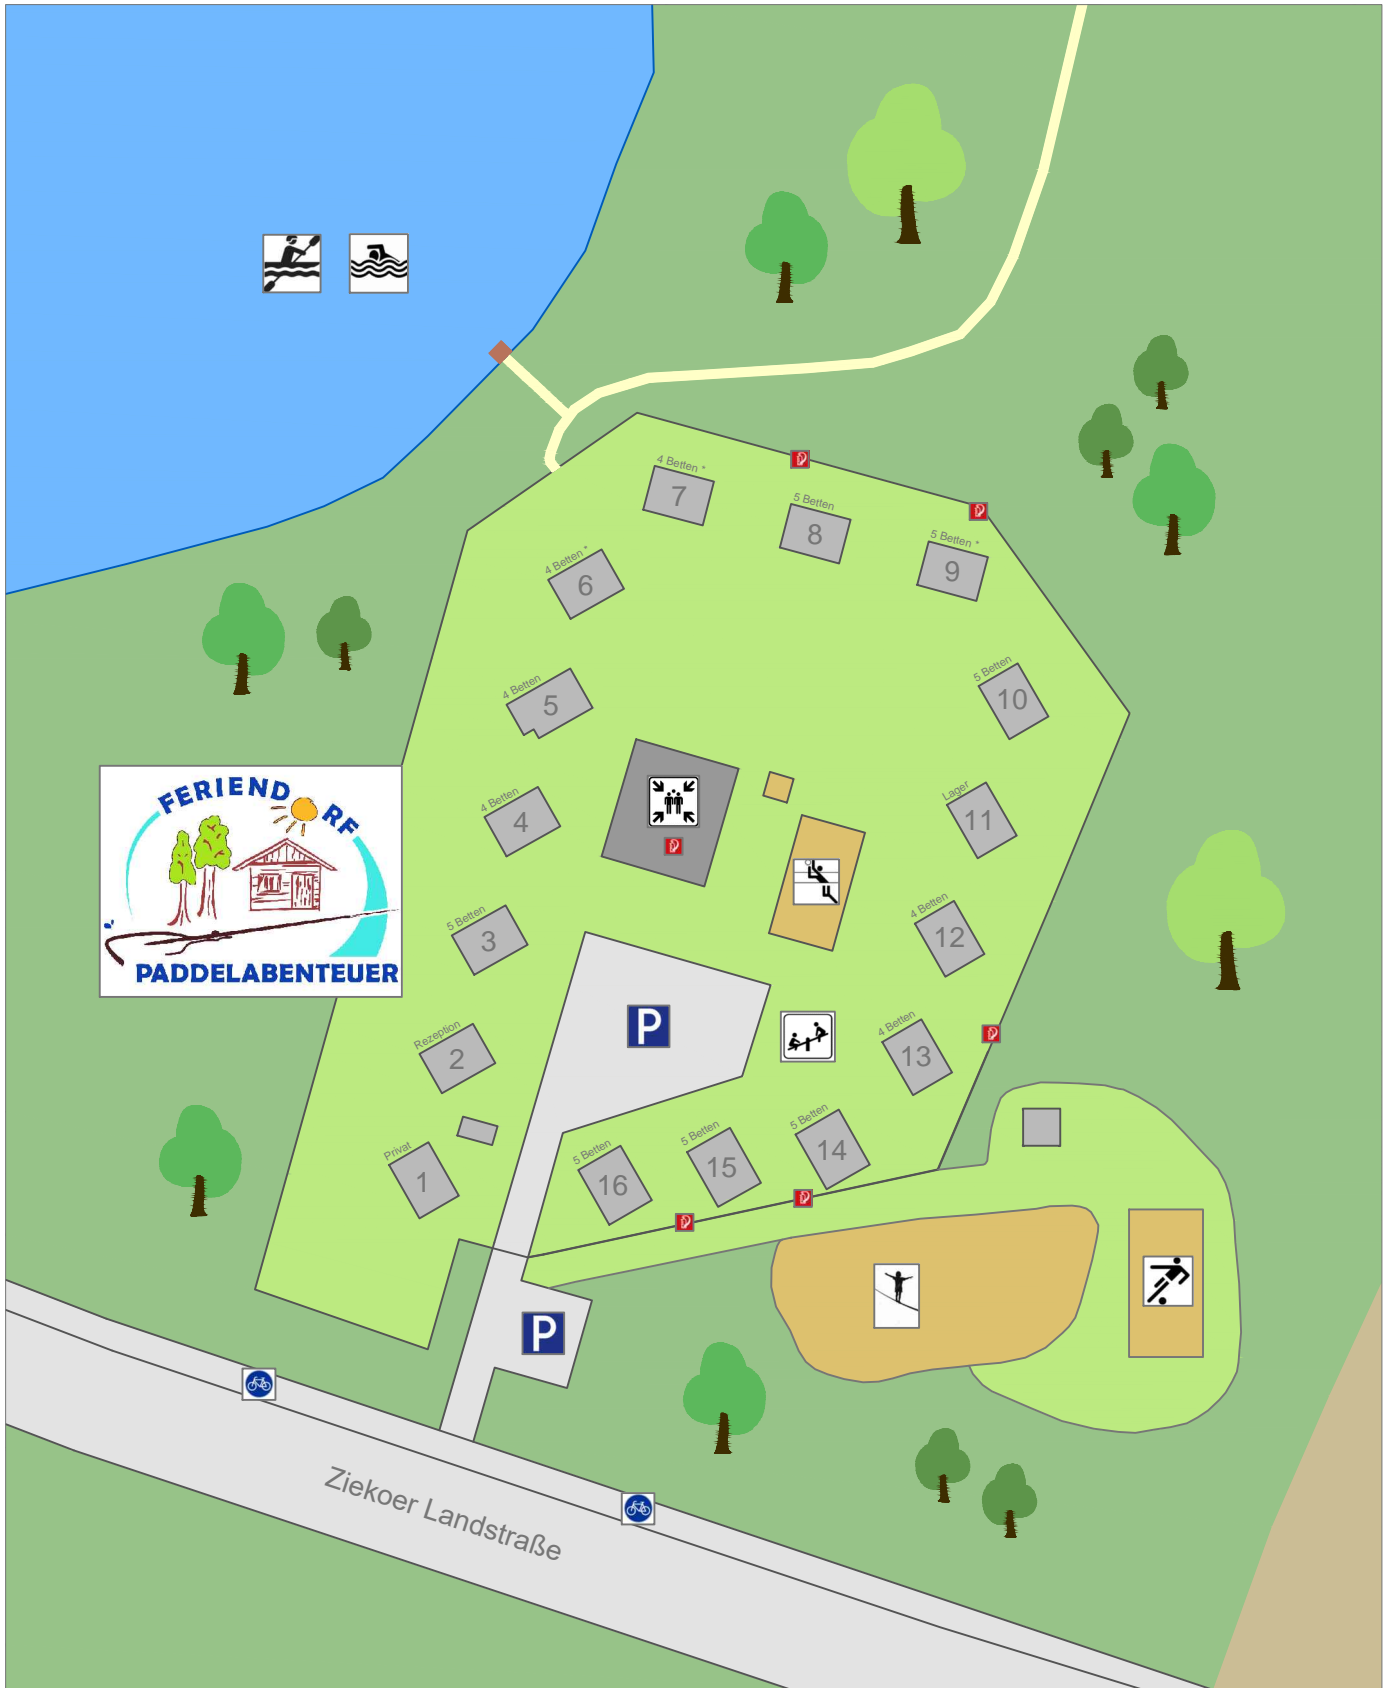 4 Betten *
7
5 Betten
8
5 Betten *
9
4 Betten *
6
4 Betten
5
5 Betten
10
4 Betten
4
Lager
11
FERIEND RF
PADDELABENTEUER
5 Betten
3
4 Betten
12
P
Rezeption
2
4 Betten
13
Privat
1
5 Betten
16
5 Betten
15
5 Betten
14
P
Ziekoer Landstraße